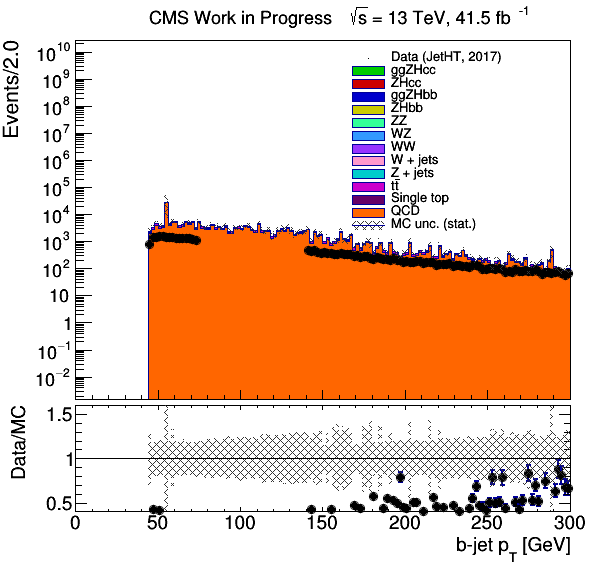 CMS Work in Progress √s = 13 TeV, 41.5 fb⁻¹
Events/2.0
Data (JetHT, 2017)
ggZHcc
ZHcc
ggZHbb
ZHbb
ZZ
WZ
WW
W + jets
Z + jets
tt̄
Single top
QCD
MC unc. (stat.)
10¹⁰
10⁹
10⁸
10⁷
10⁶
10⁵
10⁴
10³
10²
10
1
10⁻¹
10⁻²
Data/MC
1.5
1
0.5
0 50 100 150 200 250 300
b-jet p_T [GeV]